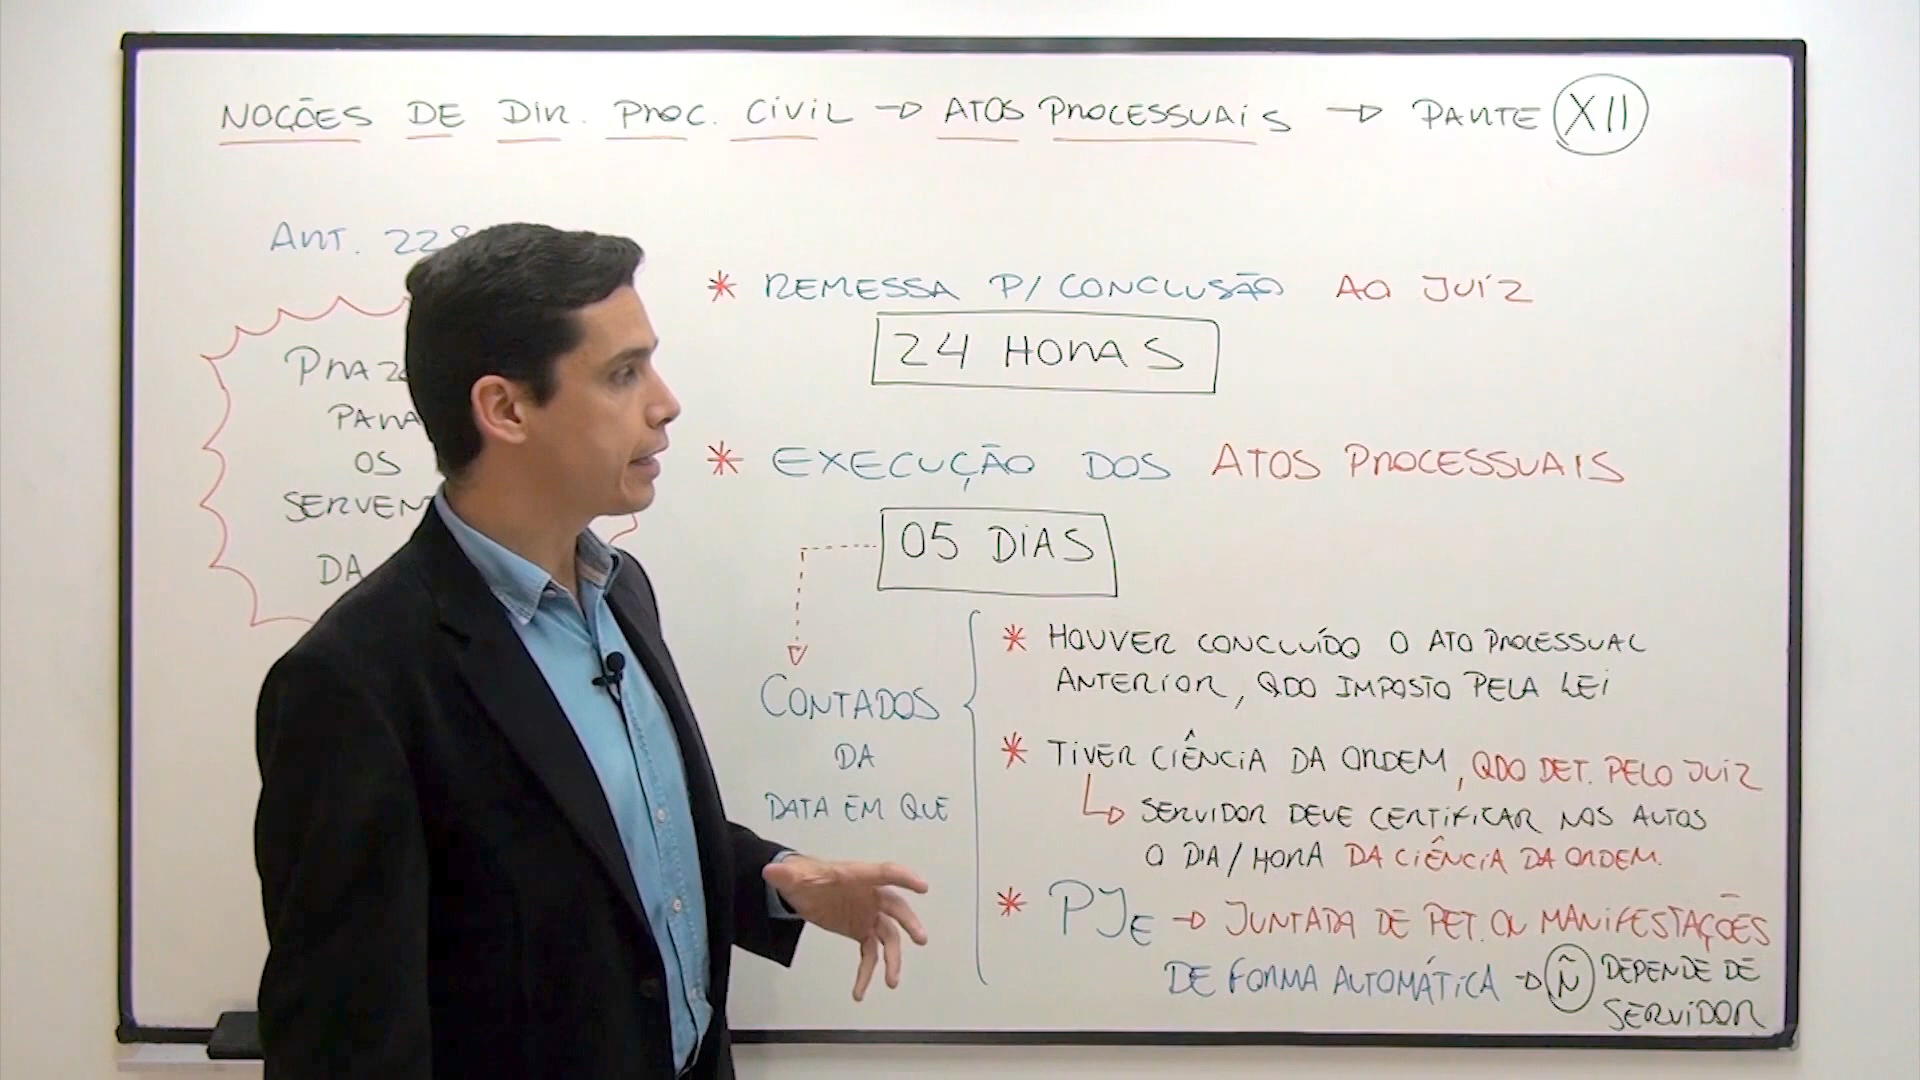 NOÇÕES DE DIR. PROC. CIVIL → ATOS PROCESSUAIS → PARTE XII
ART. 228
PRAZ
PARA
OS
SERVEN
DA
* REMESSA P/ CONCLUSÃO AO JUÍZ
24 HORAS
* EXECUÇÃO DOS ATOS PROCESSUAIS
05 DIAS
CONTADOS
DA
DATA EM QUE
* HOUVER CONCLUÍDO O ATO PROCESSUAL
ANTERIOR, QDO IMPOSTO PELA LEI
* TIVER CIÊNCIA DA ORDEM, QDO DET. PELO JUÍZ
↳ SERVIDOR DEVE CERTIFICAR NOS AUTOS
O DIA/HORA DA CIÊNCIA DA ORDEM.
* PJE → JUNTADA DE PET. OU MANIFESTAÇÕES
DE FORMA AUTOMÁTICA → Ñ DEPENDE DE
SERVIDOR